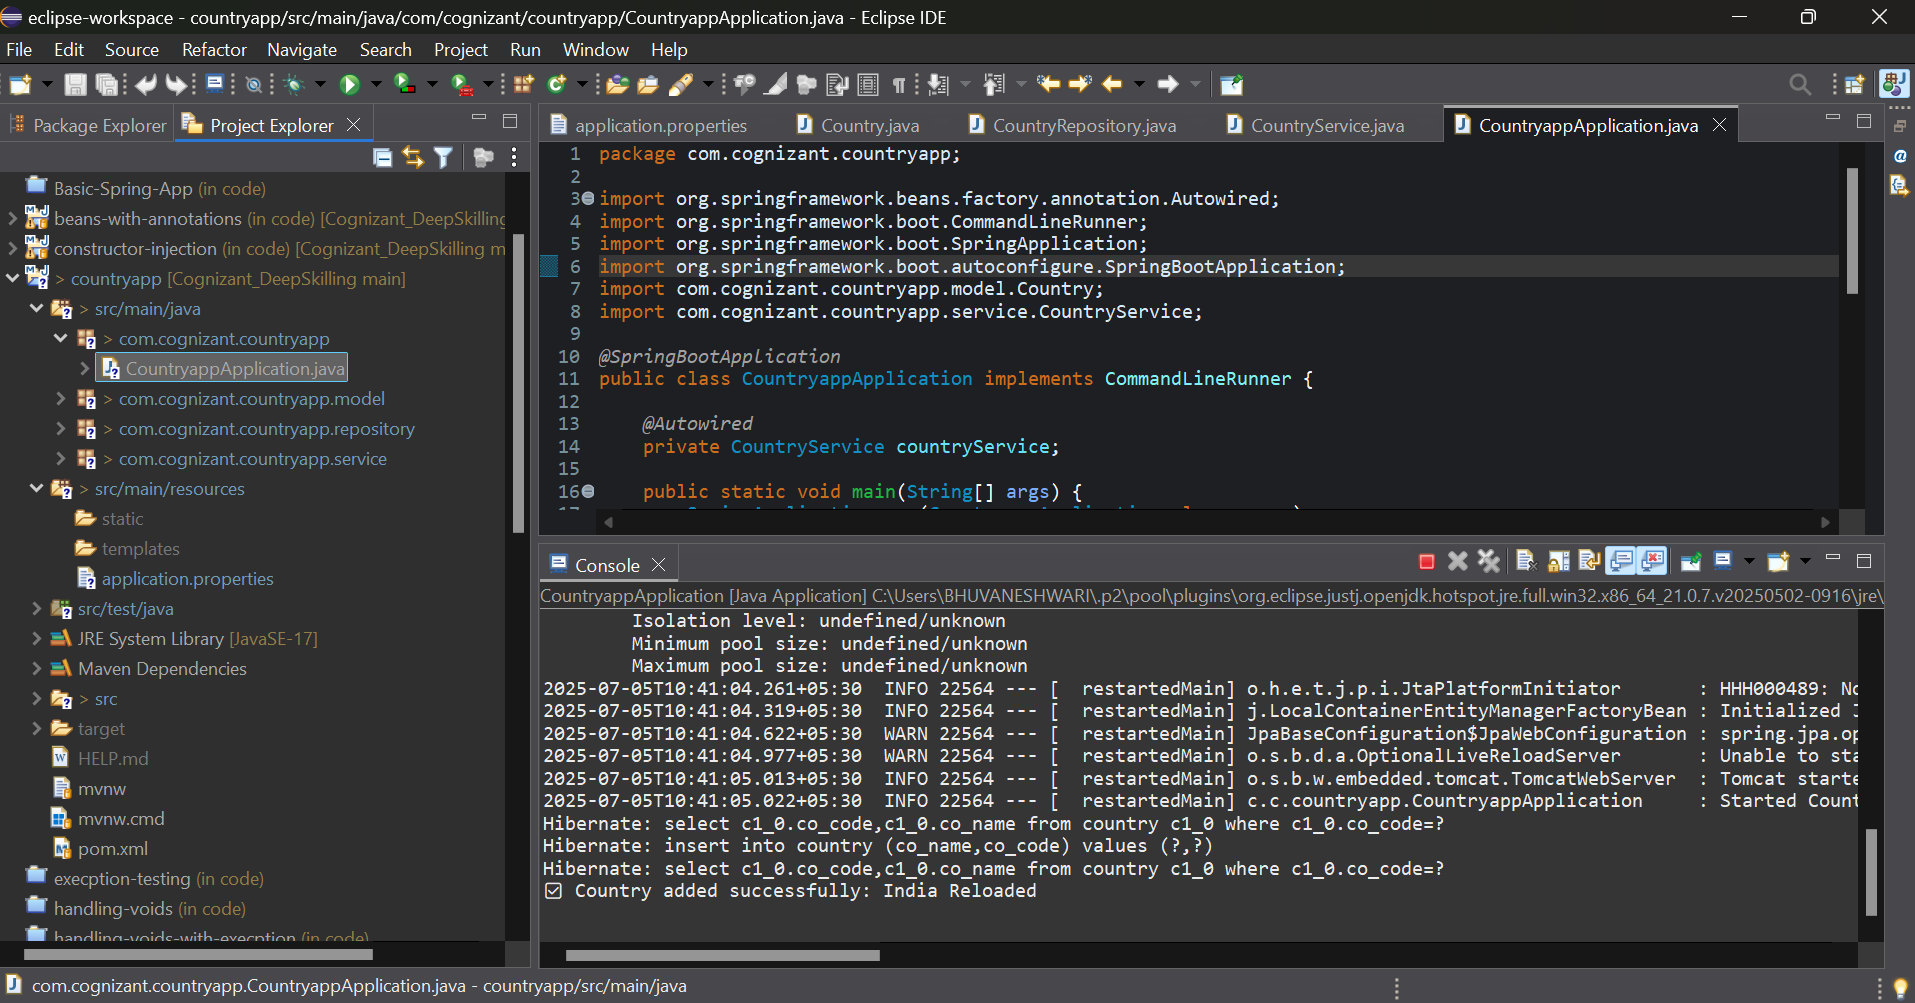 eclipse-workspace - countryapp/src/main/java/com/cognizant/countryapp/CountryappApplication.java - Eclipse IDE
File Edit Source Refactor Navigate Search Project Run Window Help
Package Explorer
Project Explorer
Basic-Spring-App (in code)
beans-with-annotations (in code) [Cognizant_DeepSkilling
constructor-injection (in code) [Cognizant_DeepSkilling m
> countryapp [Cognizant_DeepSkilling main]
> src/main/java
> com.cognizant.countryapp
CountryappApplication.java
> com.cognizant.countryapp.model
> com.cognizant.countryapp.repository
> com.cognizant.countryapp.service
> src/main/resources
static
templates
application.properties
src/test/java
JRE System Library [JavaSE-17]
Maven Dependencies
> src
target
HELP.md
mvnw
mvnw.cmd
pom.xml
execption-testing (in code)
handling-voids (in code)
handling-voids-with-execption (in code)
application.properties Country.java CountryRepository.java CountryService.java CountryappApplication.java
1 package com.cognizant.countryapp;
2
3 import org.springframework.beans.factory.annotation.Autowired;
4 import org.springframework.boot.CommandLineRunner;
5 import org.springframework.boot.SpringApplication;
6 import org.springframework.boot.autoconfigure.SpringBootApplication;
7 import com.cognizant.countryapp.model.Country;
8 import com.cognizant.countryapp.service.CountryService;
9
10 @SpringBootApplication
11 public class CountryappApplication implements CommandLineRunner {
12
13 @Autowired
14 private CountryService countryService;
15
16 public static void main(String[] args) {
Console
CountryappApplication [Java Application] C:\Users\BHUVANESHWARI\.p2\pool\plugins\org.eclipse.justj.openjdk.hotspot.jre.full.win32.x86_64_21.0.7.v20250502-0916\jre\
Isolation level: undefined/unknown
Minimum pool size: undefined/unknown
Maximum pool size: undefined/unknown
2025-07-05T10:41:04.261+05:30 INFO 22564 --- [ restartedMain] o.h.e.t.j.p.i.JtaPlatformInitiator : HHH000489: No
2025-07-05T10:41:04.319+05:30 INFO 22564 --- [ restartedMain] j.LocalContainerEntityManagerFactoryBean : Initialized J
2025-07-05T10:41:04.622+05:30 WARN 22564 --- [ restartedMain] JpaBaseConfiguration$JpaWebConfiguration : spring.jpa.op
2025-07-05T10:41:04.977+05:30 WARN 22564 --- [ restartedMain] o.s.b.d.a.OptionalLiveReloadServer : Unable to sta
2025-07-05T10:41:05.013+05:30 INFO 22564 --- [ restartedMain] o.s.b.w.embedded.tomcat.TomcatWebServer : Tomcat starte
2025-07-05T10:41:05.022+05:30 INFO 22564 --- [ restartedMain] c.c.countryapp.CountryappApplication : Started Count
Hibernate: select c1_0.co_code,c1_0.co_name from country c1_0 where c1_0.co_code=?
Hibernate: insert into country (co_name,co_code) values (?,?)
Hibernate: select c1_0.co_code,c1_0.co_name from country c1_0 where c1_0.co_code=?
☑ Country added successfully: India Reloaded
com.cognizant.countryapp.CountryappApplication.java - countryapp/src/main/java